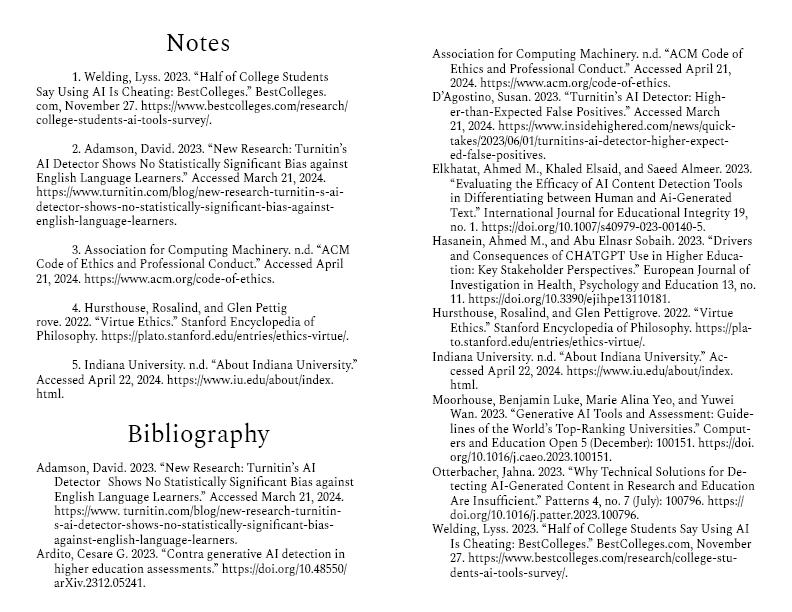 Notes
1. Welding, Lyss. 2023. “Half of College Students
Say Using AI Is Cheating: BestColleges.” BestColleges.
com, November 27. https://www.bestcolleges.com/research/
college-students-ai-tools-survey/.
2. Adamson, David. 2023. “New Research: Turnitin’s
AI Detector Shows No Statistically Significant Bias against
English Language Learners.” Accessed March 21, 2024.
https://www.turnitin.com/blog/new-research-turnitin-s-ai-
detector-shows-no-statistically-significant-bias-against-
english-language-learners.
3. Association for Computing Machinery. n.d. “ACM
Code of Ethics and Professional Conduct.” Accessed April
21, 2024. https://www.acm.org/code-of-ethics.
4. Hursthouse, Rosalind, and Glen Pettig
rove. 2022. “Virtue Ethics.” Stanford Encyclopedia of
Philosophy. https://plato.stanford.edu/entries/ethics-virtue/.
5. Indiana University. n.d. “About Indiana University.”
Accessed April 22, 2024. https://www.iu.edu/about/index.
html.
Bibliography
Adamson, David. 2023. “New Research: Turnitin’s AI
Detector  Shows No Statistically Significant Bias against
English Language Learners.” Accessed March 21, 2024.
https://www. turnitin.com/blog/new-research-turnitin-
s-ai-detector-shows-no-statistically-significant-bias-
against-english-language-learners.
Ardito, Cesare G. 2023. “Contra generative AI detection in
higher education assessments.” https://doi.org/10.48550/
arXiv.2312.05241.
Association for Computing Machinery. n.d. “ACM Code of
Ethics and Professional Conduct.” Accessed April 21,
2024. https://www.acm.org/code-of-ethics.
D’Agostino, Susan. 2023. “Turnitin’s AI Detector: High-
er-than-Expected False Positives.” Accessed March
21, 2024. https://www.insidehighered.com/news/quick-
takes/2023/06/01/turnitins-ai-detector-higher-expect-
ed-false-positives.
Elkhatat, Ahmed M., Khaled Elsaid, and Saeed Almeer. 2023.
“Evaluating the Efficacy of AI Content Detection Tools
in Differentiating between Human and Ai-Generated
Text.” International Journal for Educational Integrity 19,
no. 1. https://doi.org/10.1007/s40979-023-00140-5.
Hasanein, Ahmed M., and Abu Elnasr Sobaih. 2023. “Drivers
and Consequences of CHATGPT Use in Higher Educa-
tion: Key Stakeholder Perspectives.” European Journal of
Investigation in Health, Psychology and Education 13, no.
11. https://doi.org/10.3390/ejihpe13110181.
Hursthouse, Rosalind, and Glen Pettigrove. 2022. “Virtue
Ethics.” Stanford Encyclopedia of Philosophy. https://pla-
to.stanford.edu/entries/ethics-virtue/.
Indiana University. n.d. “About Indiana University.” Ac-
cessed April 22, 2024. https://www.iu.edu/about/index.
html.
Moorhouse, Benjamin Luke, Marie Alina Yeo, and Yuwei
Wan. 2023. “Generative AI Tools and Assessment: Guide-
lines of the World’s Top-Ranking Universities.” Comput-
ers and Education Open 5 (December): 100151. https://doi.
org/10.1016/j.caeo.2023.100151.
Otterbacher, Jahna. 2023. “Why Technical Solutions for De-
tecting AI-Generated Content in Research and Education
Are Insufficient.” Patterns 4, no. 7 (July): 100796. https://
doi.org/10.1016/j.patter.2023.100796.
Welding, Lyss. 2023. “Half of College Students Say Using AI
Is Cheating: BestColleges.” BestColleges.com, November
27. https://www.bestcolleges.com/research/college-stu-
dents-ai-tools-survey/.